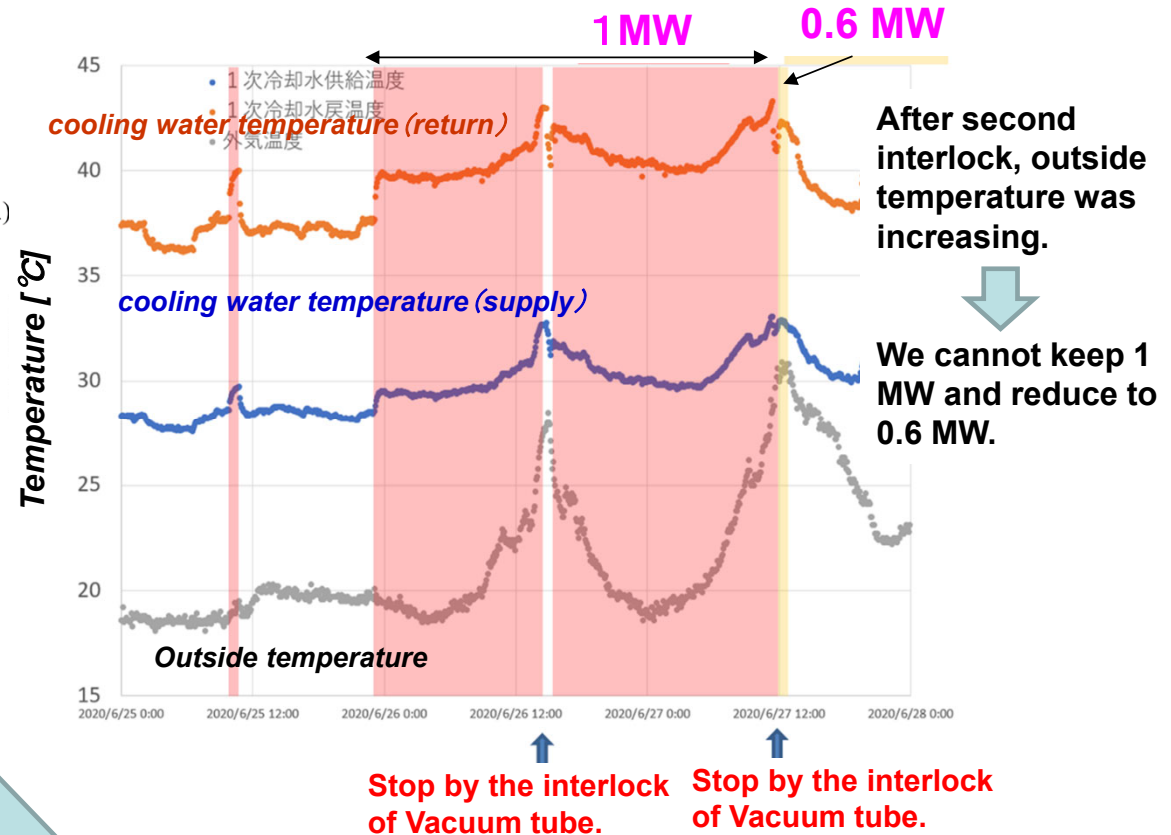 1MW
0.6 MW
45
40
35
30
25
20
15
Temperature [℃]
)
1 次冷却水供給温度
1 次冷却水戻温度
外気温度
cooling water temperature（return）
cooling water temperature（supply）
Outside temperature
2020/6/25 0:00
2020/6/25 12:00
2020/6/26 0:00
2020/6/26 12:00
2020/6/27 0:00
2020/6/27 12:00
2020/6/28 0:00
Stop by the interlock
of Vacuum tube.
Stop by the interlock
of Vacuum tube.
After second
interlock, outside
temperature was
increasing.
We cannot keep 1
MW and reduce to
0.6 MW.